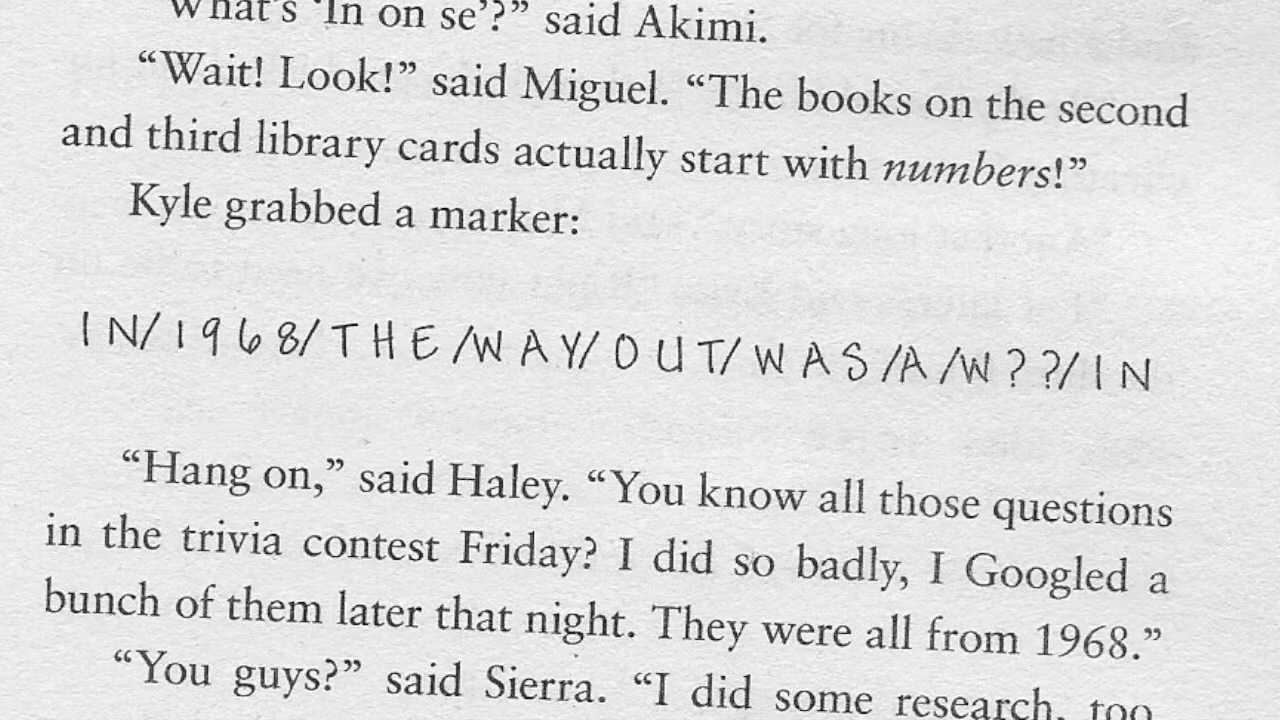 What's 'In on se'?" said Akimi.
"Wait! Look!" said Miguel. "The books on the second
and third library cards actually start with numbers!"
Kyle grabbed a marker:
IN/1968/THE/WAY/OUT/WAS/A/W??/IN
"Hang on," said Haley. "You know all those questions
in the trivia contest Friday? I did so badly, I Googled a
bunch of them later that night. They were all from 1968."
"You guys?" said Sierra. "I did some research, too